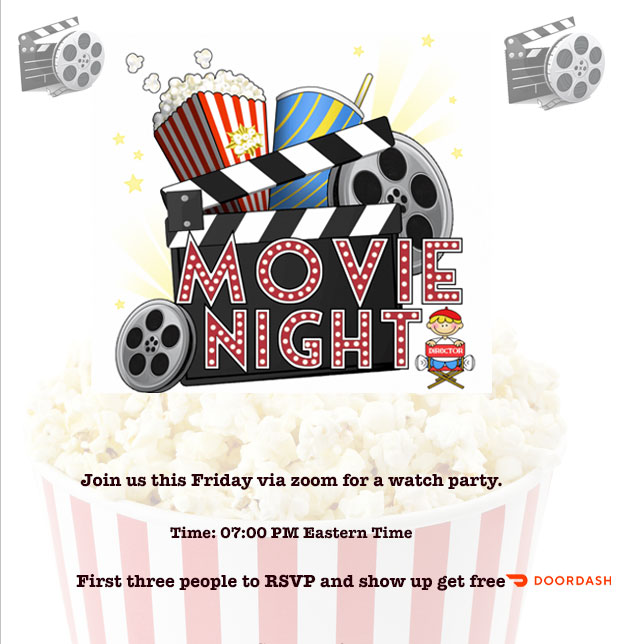 MOVIE
NIGHT
DIRECTOR
Join us this Friday via zoom for a watch party.
Time: 07:00 PM Eastern Time
First three people to RSVP and show up get free DOORDASH